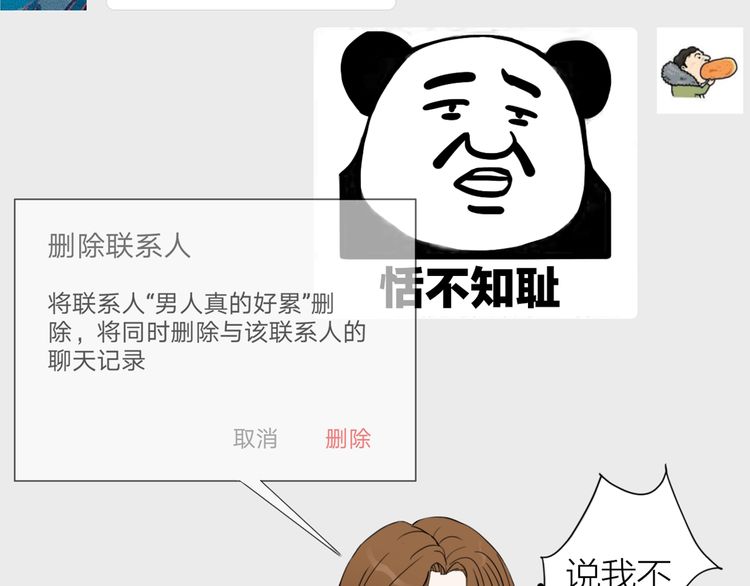 恬不知耻
删除联系人
将联系人“男人真的好累”删
除，将同时删除与该联系人的
聊天记录
取消 删除
说我不